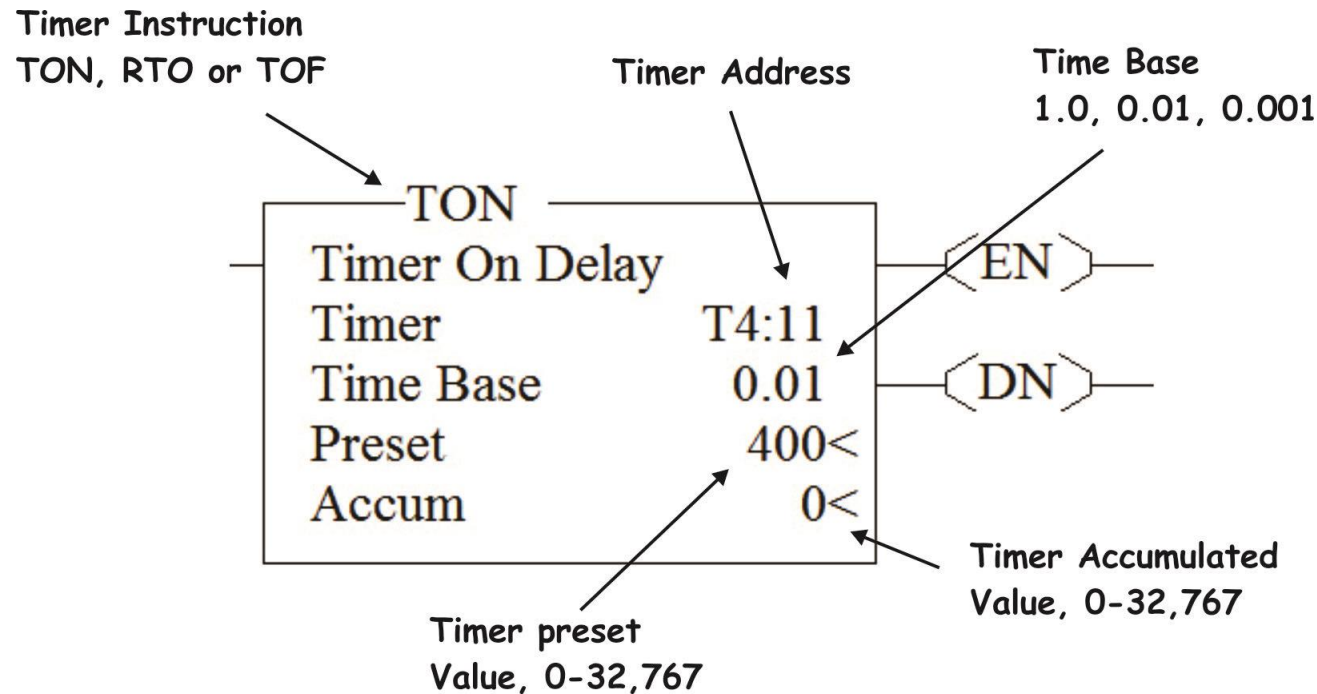 Timer Instruction
TON, RTO or TOF
Timer Address
Time Base
1.0, 0.01, 0.001
TON
Timer On Delay
EN
Timer T4:11
Time Base 0.01
DN
Preset 400<
Accum 0<
Timer Accumulated
Value, 0-32,767
Timer preset
Value, 0-32,767